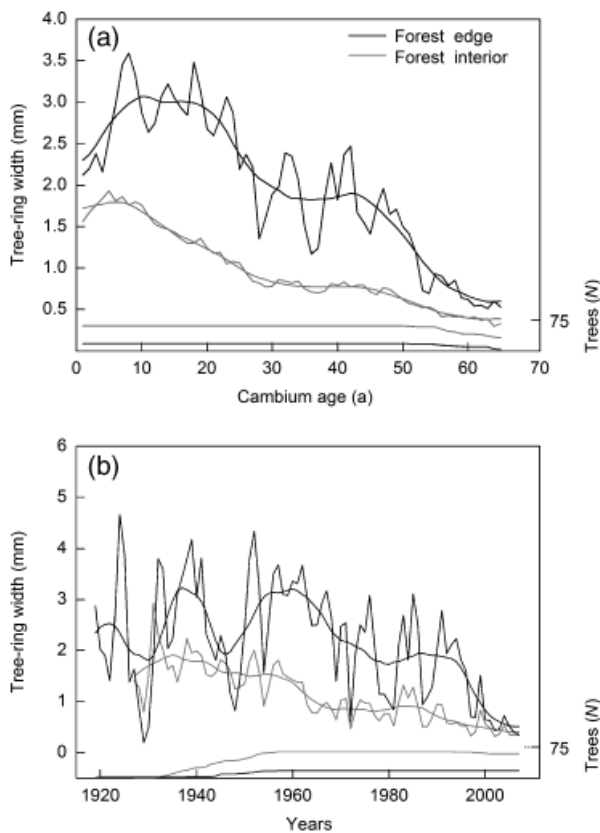 (a)
Forest edge
Forest interior
Tree-ring width (mm)
4.0
3.5
3.0
2.5
2.0
1.5
1.0
0.5
75
Trees (N)
0 10 20 30 40 50 60 70
Cambium age (a)
(b)
Tree-ring width (mm)
6
5
4
3
2
1
0
75
Trees (N)
1920 1940 1960 1980 2000
Years